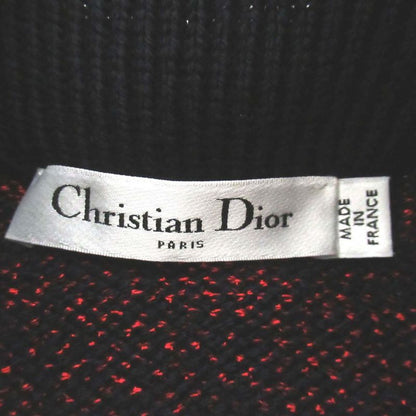 Christian Dior
PARIS
MADE
IN
FRANCE